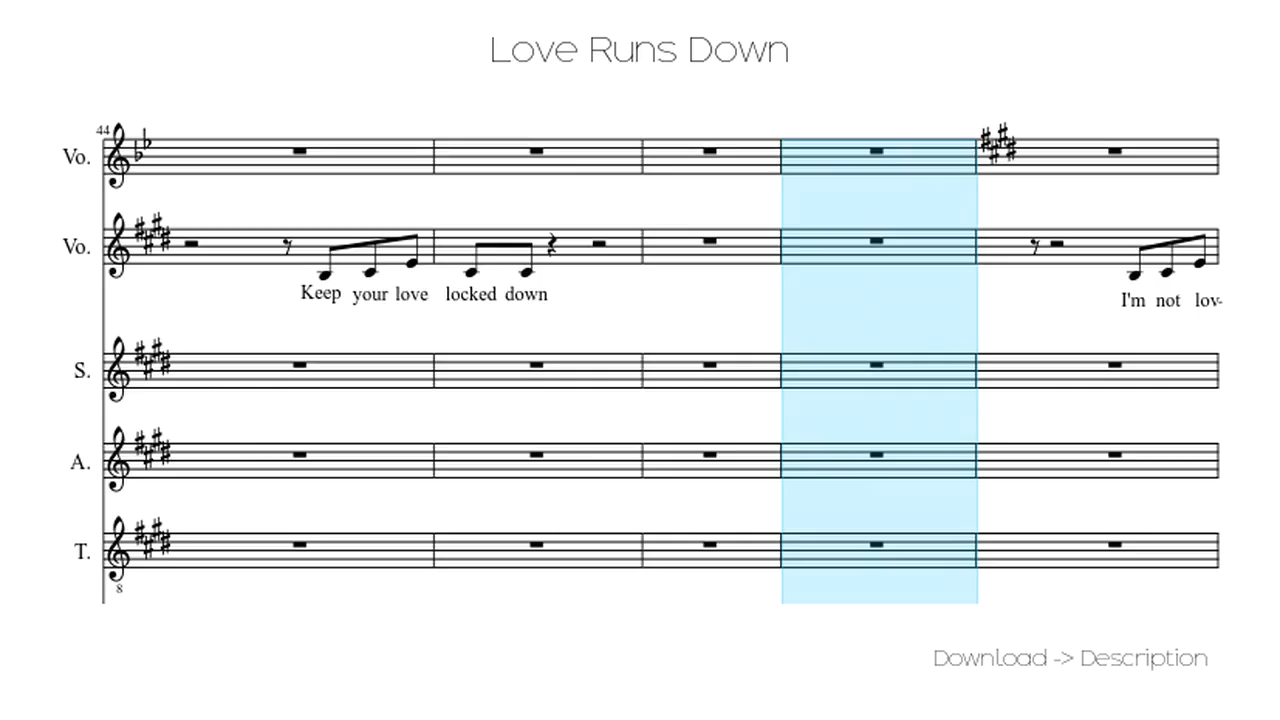 Love Runs Down
44
Vo.
Vo.
Keep your love locked down
I'm not lov-
S.
A.
T.
8
Download -> Description